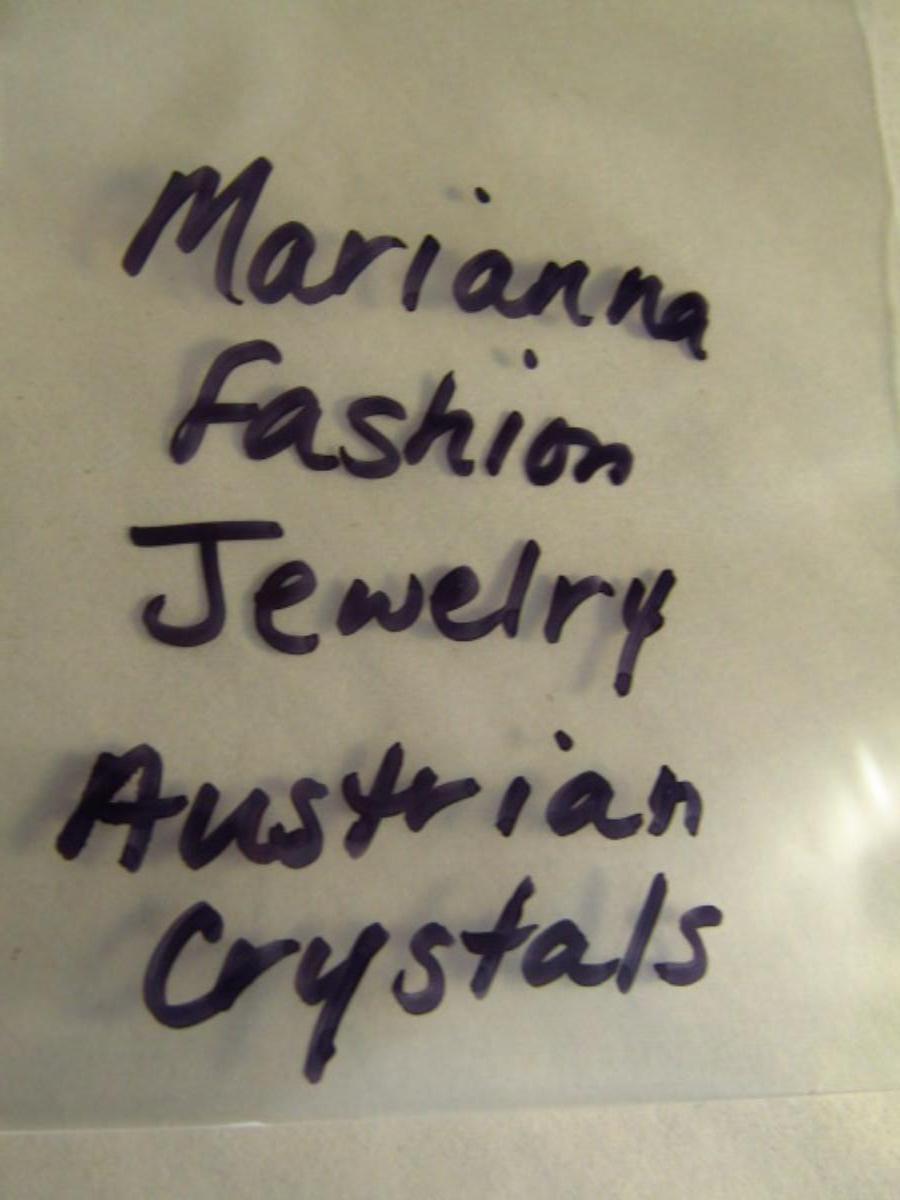 Marianna
Fashion
Jewelry
Austrian
Crystals